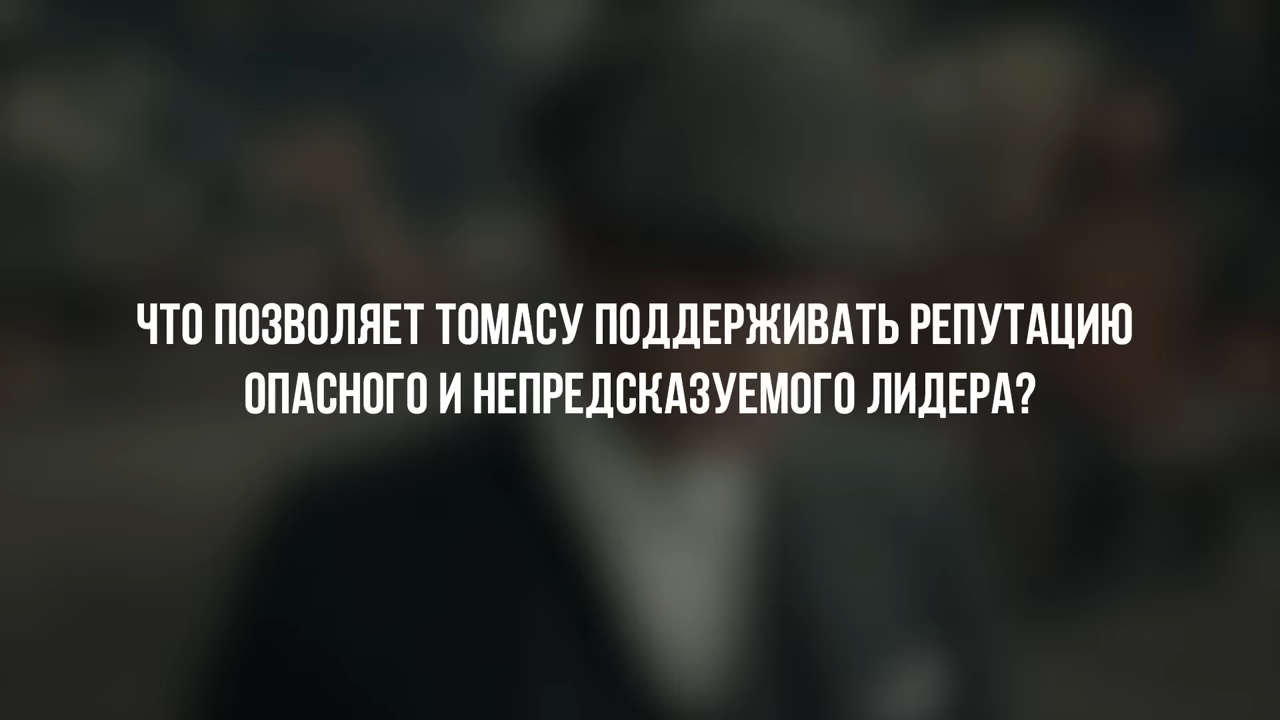 ЧТО ПОЗВОЛЯЕТ ТОМАСУ ПОДДЕРЖИВАТЬ РЕПУТАЦИЮ
ОПАСНОГО И НЕПРЕДСКАЗУЕМОГО ЛИДЕРА?